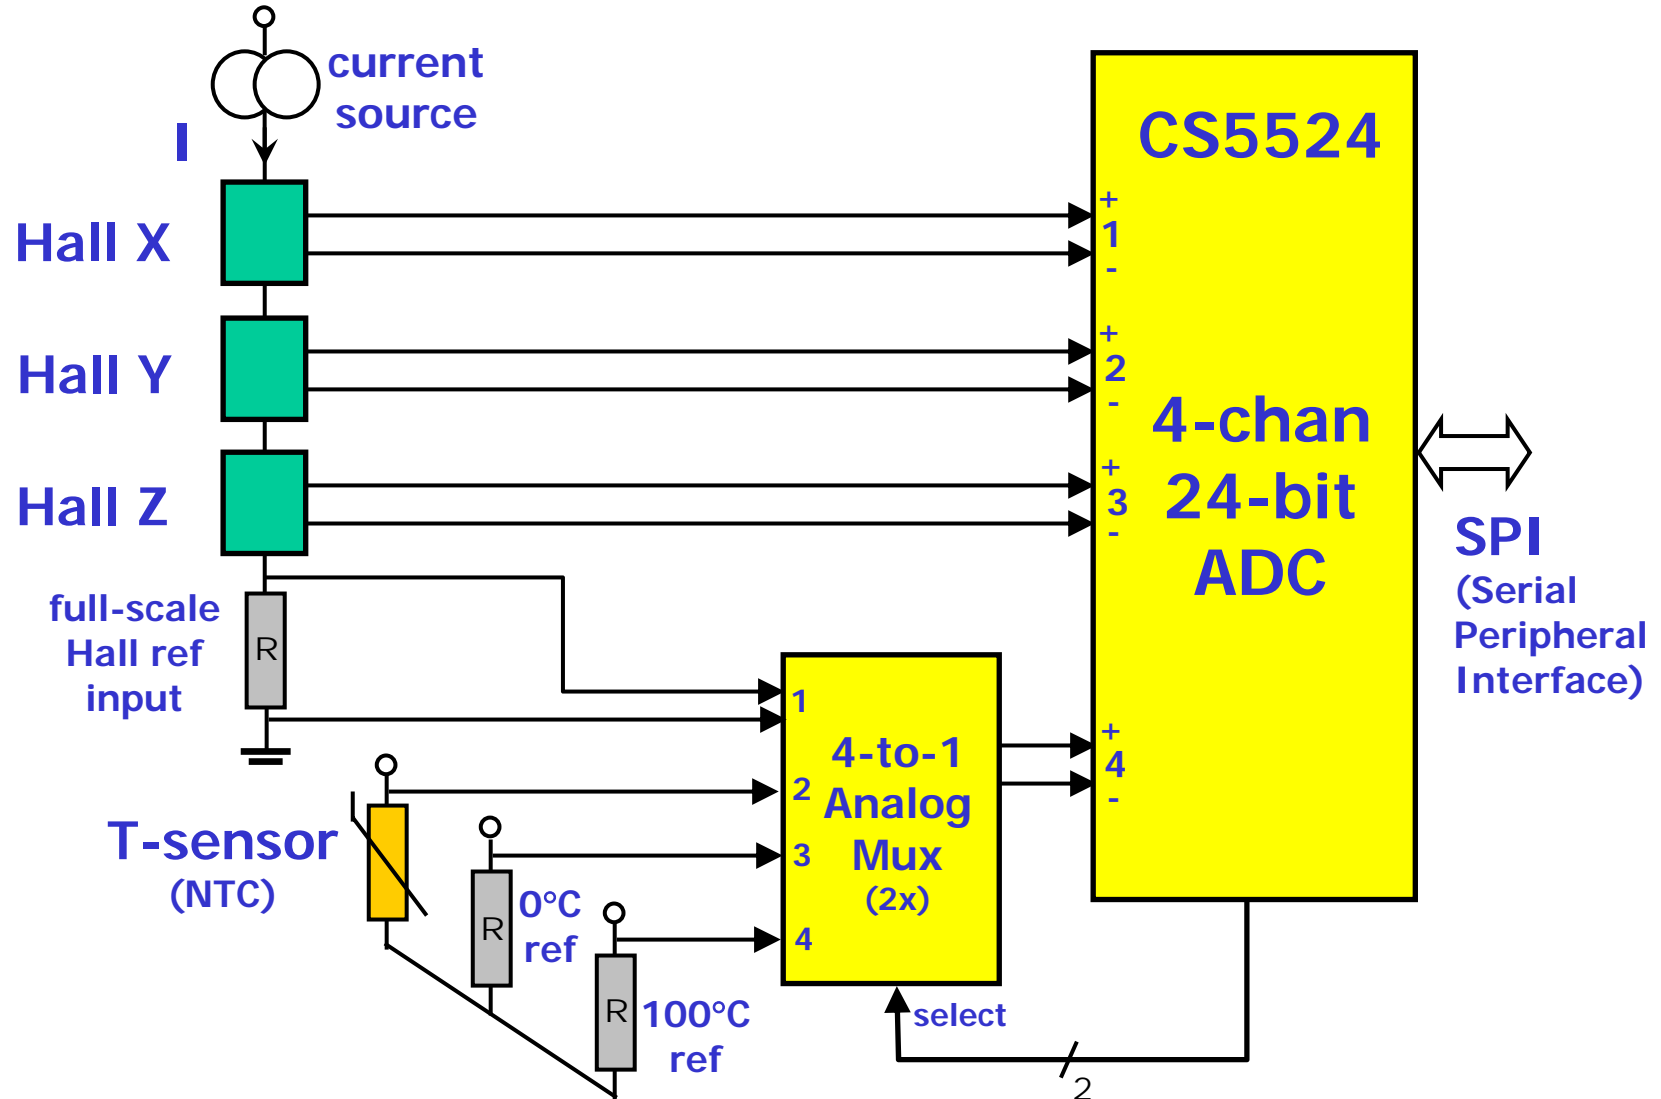 current
source
I
CS5524
+
1
-
Hall X
+
2
-
Hall Y
4-chan
24-bit
ADC
+
3
-
Hall Z
SPI
(Serial
Peripheral
Interface)
full-scale
Hall ref
input
R
1
2
3
4
4-to-1
Analog
Mux
(2x)
+
4
-
T-sensor
(NTC)
R
0°C
ref
R
100°C
ref
select
2